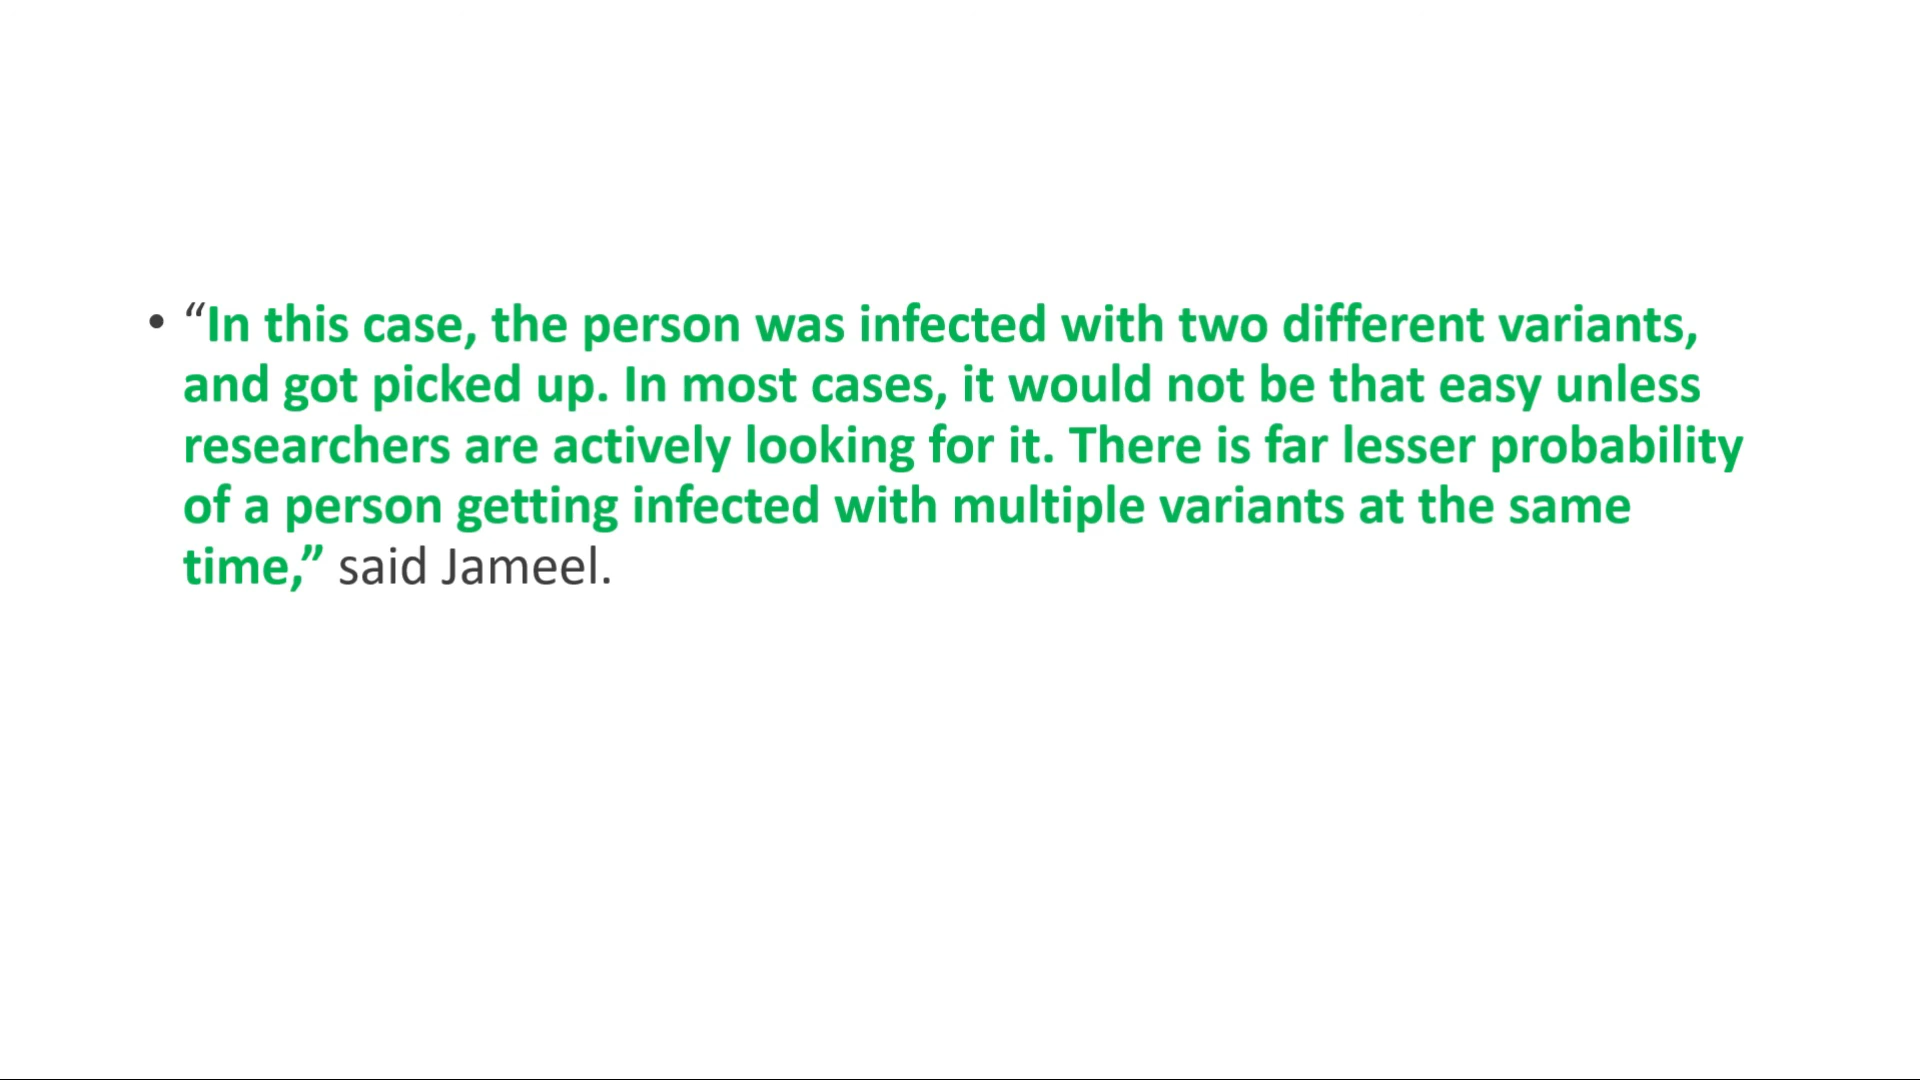 • “In this case, the person was infected with two different variants,
and got picked up. In most cases, it would not be that easy unless
researchers are actively looking for it. There is far lesser probability
of a person getting infected with multiple variants at the same
time,” said Jameel.